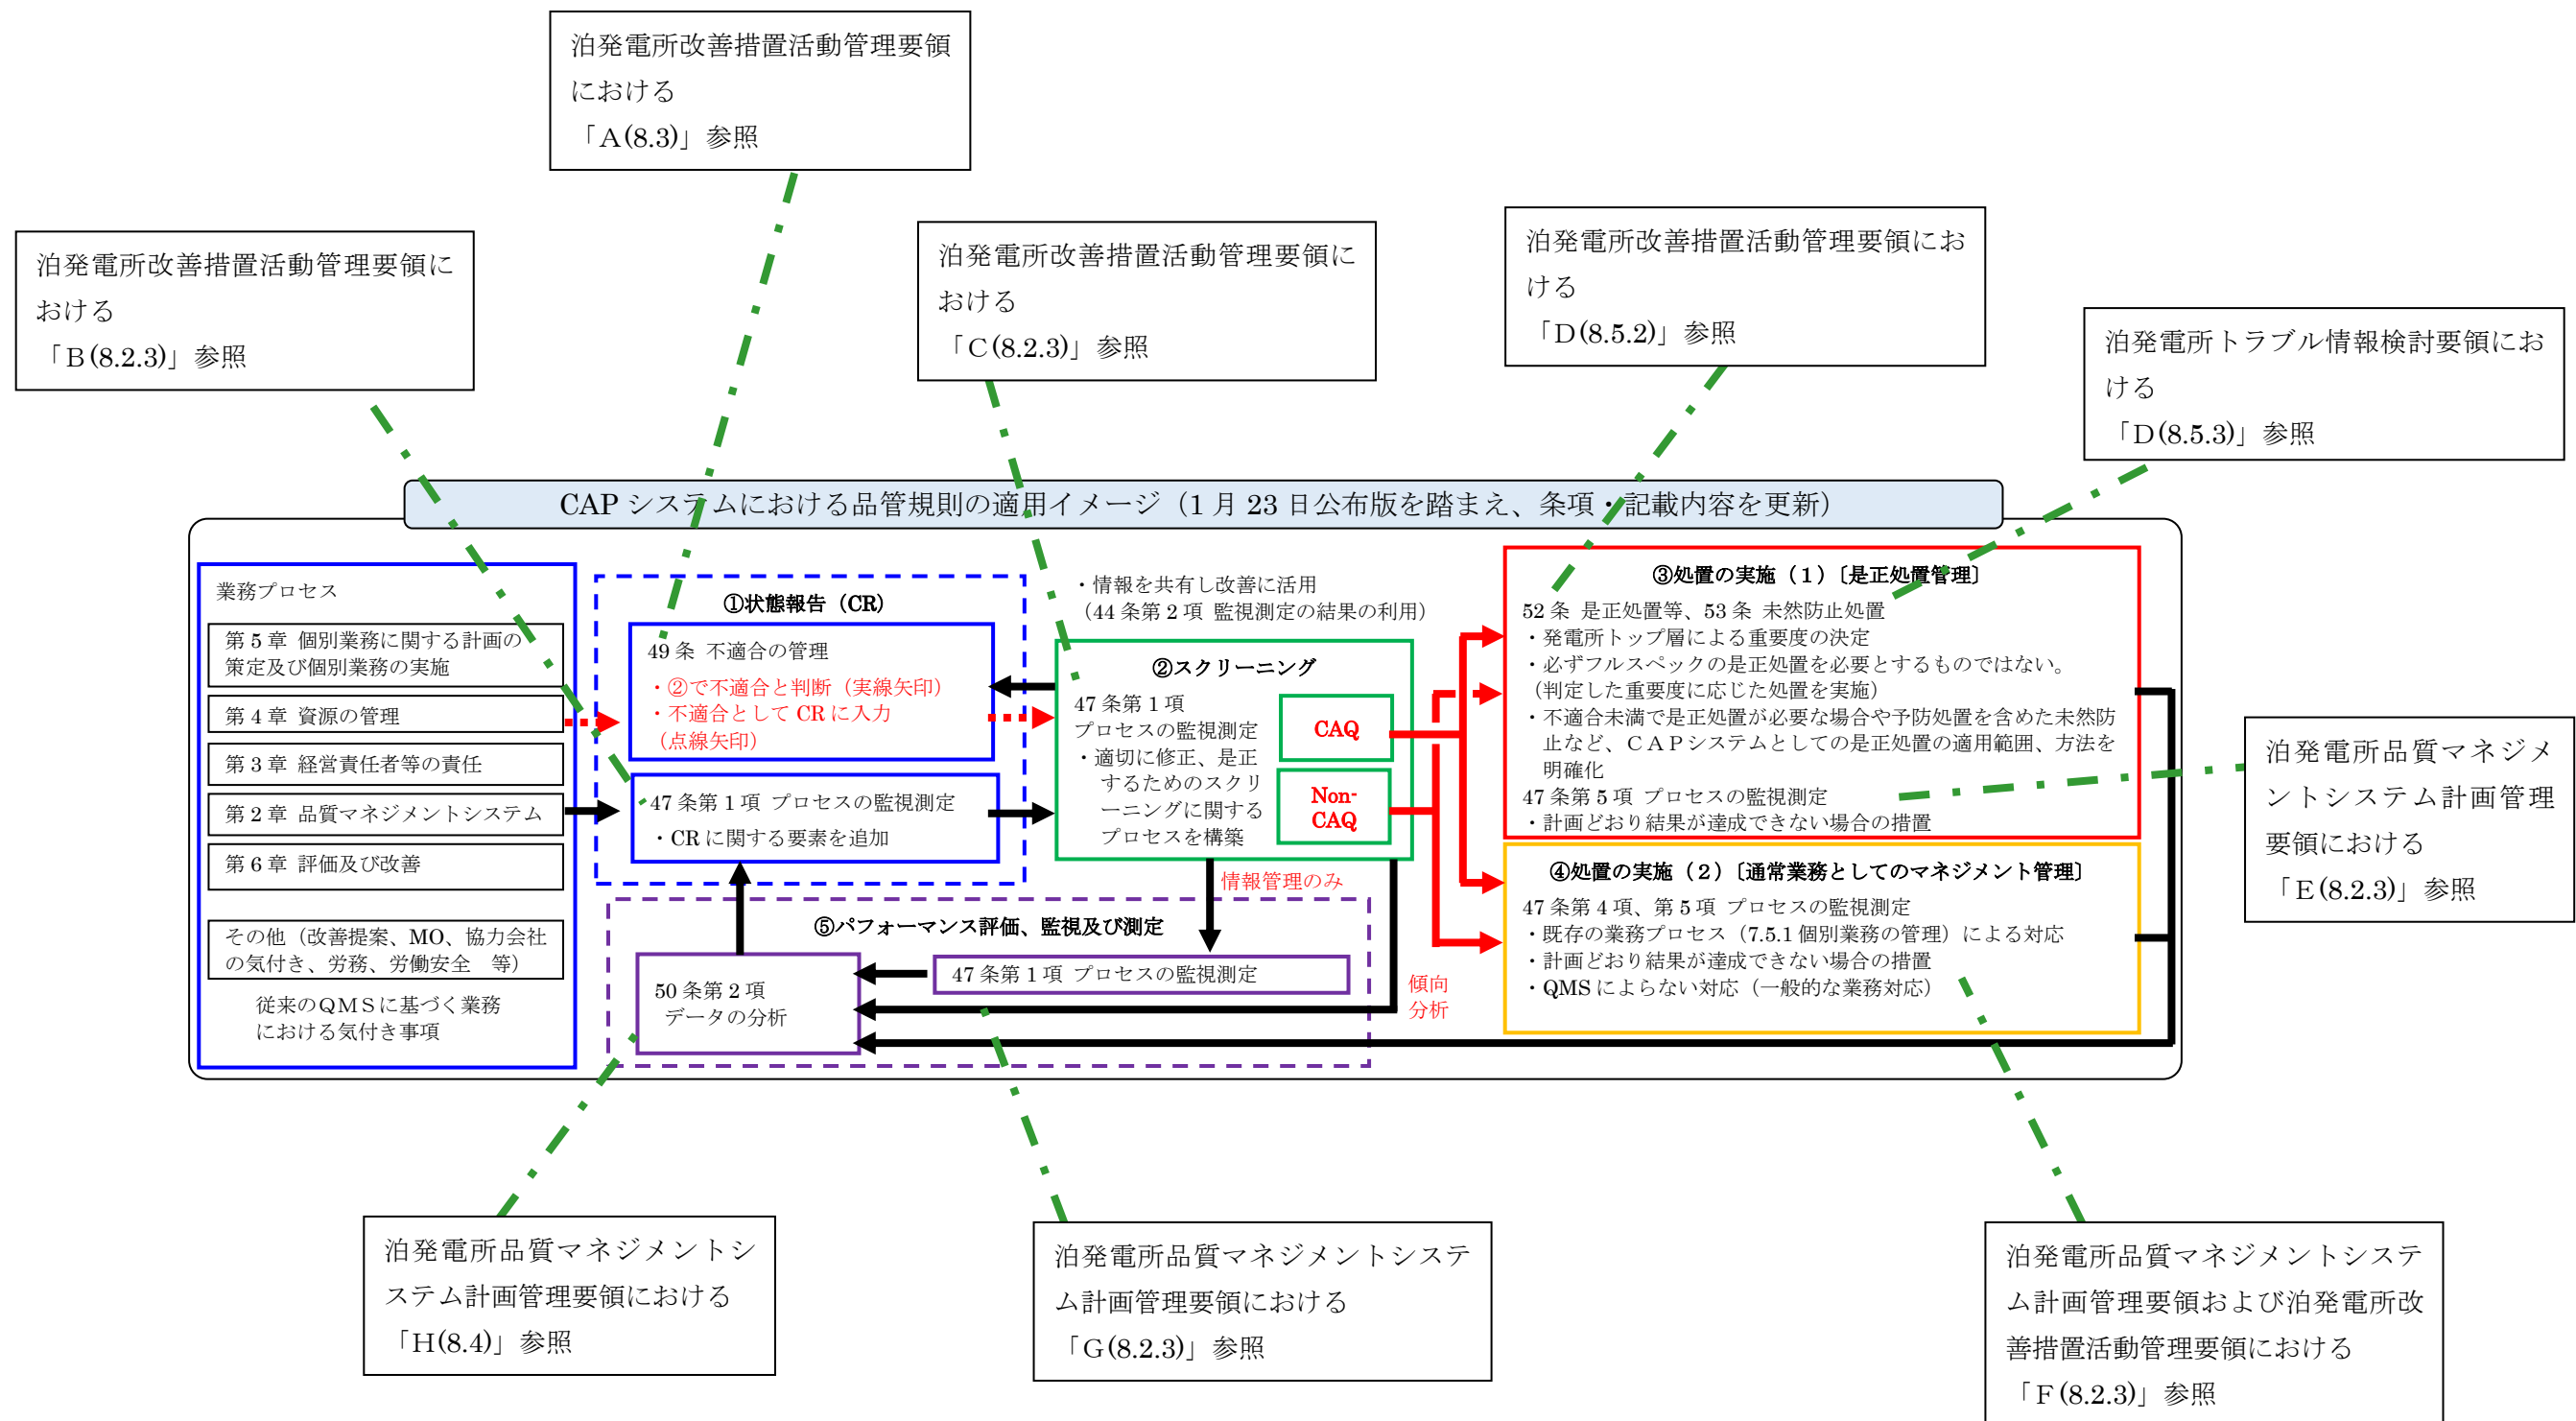 泊発電所改善措置活動管理要領
における
「A(8.3)」参照
泊発電所改善措置活動管理要領に
おける
「B(8.2.3)」参照
泊発電所改善措置活動管理要領に
おける
「C(8.2.3)」参照
泊発電所改善措置活動管理要領にお
ける
「D(8.5.2)」参照
泊発電所トラブル情報検討要領にお
ける
「D(8.5.3)」参照
CAP システムにおける品管規則の適用イメージ（1 月 23 日公布版を踏まえ、条項・記載内容を更新）
業務プロセス
第 5 章 個別業務に関する計画の
策定及び個別業務の実施
第 4 章 資源の管理
第 3 章 経営責任者等の責任
第 2 章 品質マネジメントシステム
第 6 章 評価及び改善
その他（改善提案、MO、協力会社
の気付き、労務、労働安全　等）
従来のＱＭＳに基づく業務
における気付き事項
①状態報告（CR）
49 条 不適合の管理
・②で不適合と判断（実線矢印）
・不適合として CR に入力
（点線矢印）
47 条第 1 項 プロセスの監視測定
・CR に関する要素を追加
・情報を共有し改善に活用
（44 条第 2 項 監視測定の結果の利用）
②スクリーニング
47 条第 1 項
プロセスの監視測定
・適切に修正、是正
するためのスクリ
ーニングに関する
プロセスを構築
CAQ
Non-
CAQ
情報管理のみ
傾向
分析
③処置の実施（１）〔是正処置管理〕
52 条 是正処置等、53 条 未然防止処置
・発電所トップ層による重要度の決定
・必ずフルスペックの是正処置を必要とするものではない。
（判定した重要度に応じた処置を実施）
・不適合未満で是正処置が必要な場合や予防処置を含めた未然防
止など、ＣＡＰシステムとしての是正処置の適用範囲、方法を
明確化
47 条第 5 項 プロセスの監視測定
・計画どおり結果が達成できない場合の措置
④処置の実施（２）〔通常業務としてのマネジメント管理〕
47 条第 4 項、第 5 項 プロセスの監視測定
・既存の業務プロセス（7.5.1 個別業務の管理）による対応
・計画どおり結果が達成できない場合の措置
・QMS によらない対応（一般的な業務対応）
⑤パフォーマンス評価、監視及び測定
47 条第 1 項 プロセスの監視測定
50 条第 2 項
データの分析
泊発電所品質マネジメ
ントシステム計画管理
要領における
「E(8.2.3)」参照
泊発電所品質マネジメントシ
ステム計画管理要領における
「H(8.4)」参照
泊発電所品質マネジメントシステ
ム計画管理要領における
「G(8.2.3)」参照
泊発電所品質マネジメントシステ
ム計画管理要領および泊発電所改
善措置活動管理要領における
「F(8.2.3)」参照